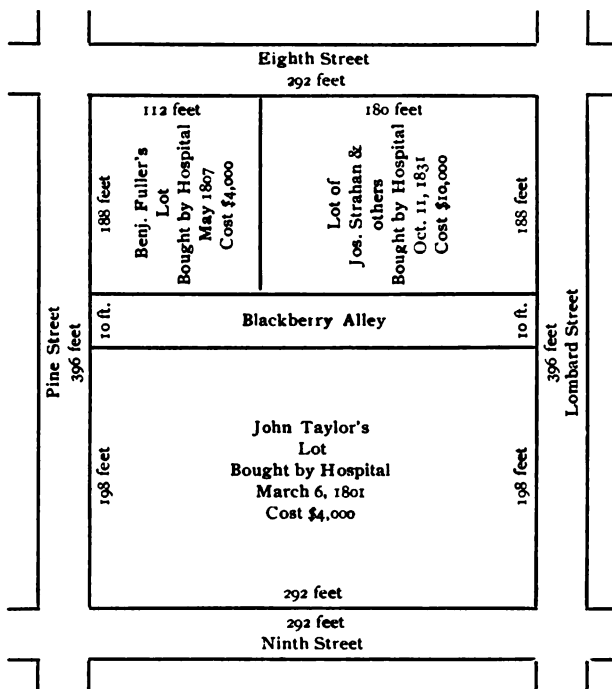 Eighth Street
292 feet
112 feet
180 feet
188 feet
Benj. Fuller's
Lot
Bought by Hospital
May 1807
Cost $4,000
Lot of
Jos. Strahan &
others
Bought by Hospital
Oct. 11, 1831
Cost $10,000
188 feet
10 ft.
Blackberry Alley
10 ft.
Pine Street
396 feet
396 feet
Lombard Street
198 feet
John Taylor's
Lot
Bought by Hospital
March 6, 1801
Cost $4,000
198 feet
292 feet
292 feet
Ninth Street